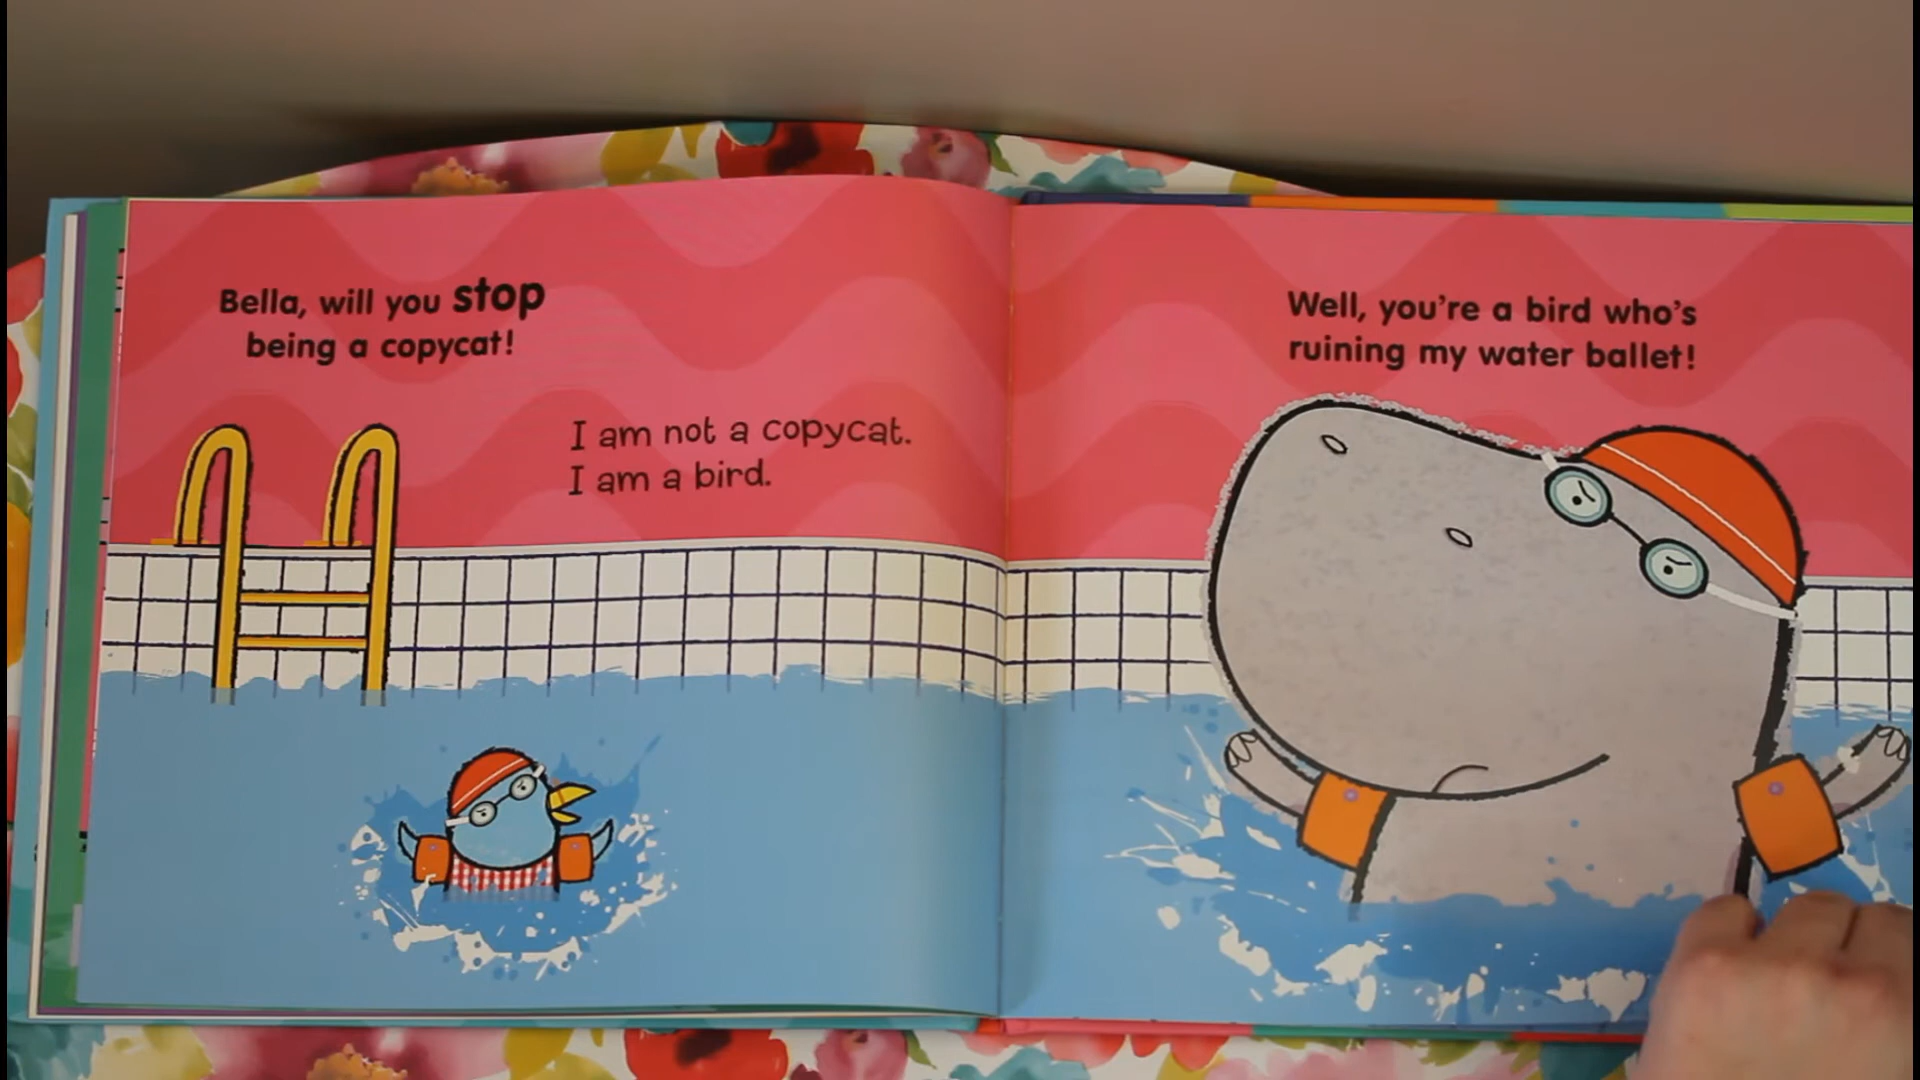 Bella, will you stop
being a copycat!
I am not a copycat.
I am a bird.
Well, you're a bird who's
ruining my water ballet!